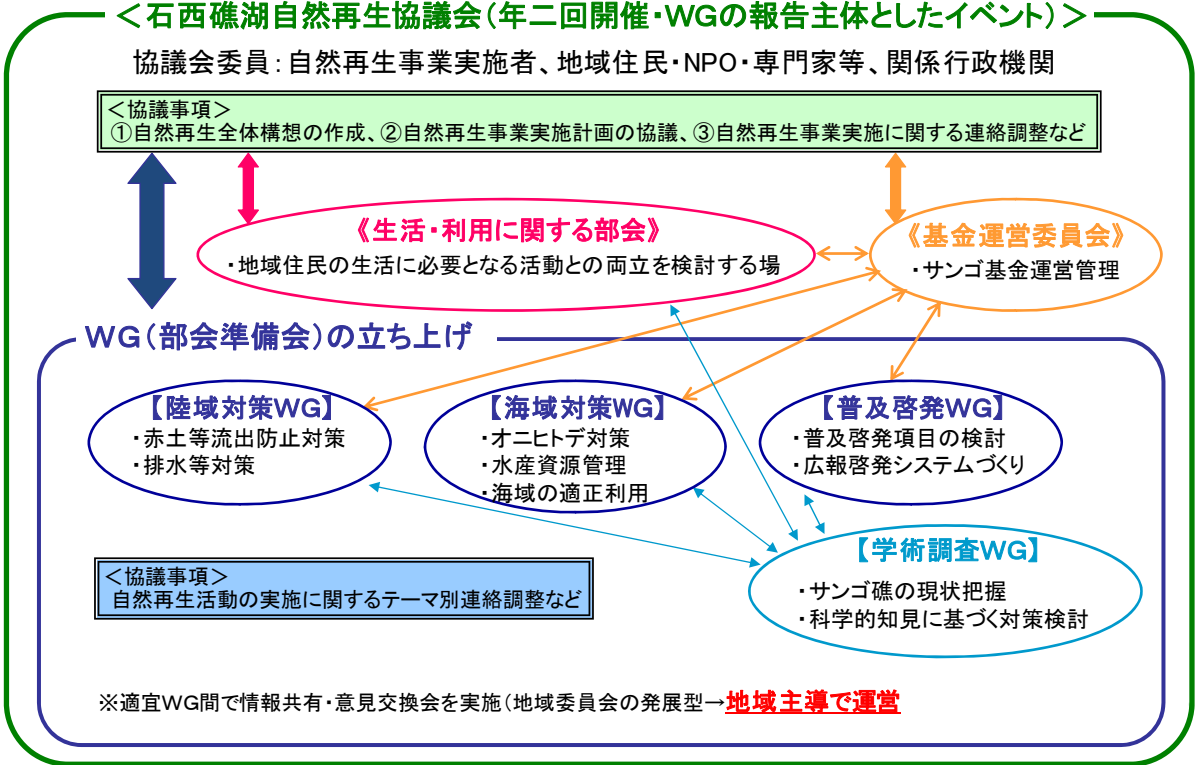 ＜石西礁湖自然再生協議会（年二回開催・WGの報告主体としたイベント）＞
協議会委員：自然再生事業実施者、地域住民・NPO・専門家等、関係行政機関
＜協議事項＞
①自然再生全体構想の作成、②自然再生事業実施計画の協議、③自然再生事業実施に関する連絡調整など
《生活・利用に関する部会》
・地域住民の生活に必要となる活動との両立を検討する場
《基金運営委員会》
・サンゴ基金運営管理
WG（部会準備会）の立ち上げ
【陸域対策WG】
・赤土等流出防止対策
・排水等対策
【海域対策WG】
・オニヒトデ対策
・水産資源管理
・海域の適正利用
【普及啓発WG】
・普及啓発項目の検討
・広報啓発システムづくり
【学術調査WG】
・サンゴ礁の現状把握
・科学的知見に基づく対策検討
＜協議事項＞
自然再生活動の実施に関するテーマ別連絡調整など
※適宜WG間で情報共有・意見交換会を実施（地域委員会の発展型→地域主導で運営